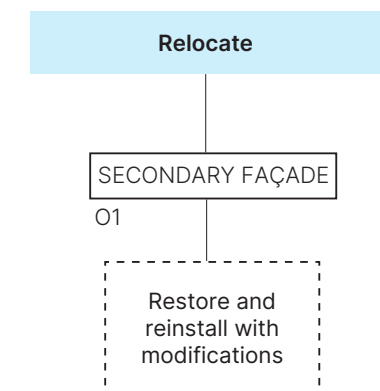 Relocate
SECONDARY FAÇADE
O1
Restore and
reinstall with
modifications